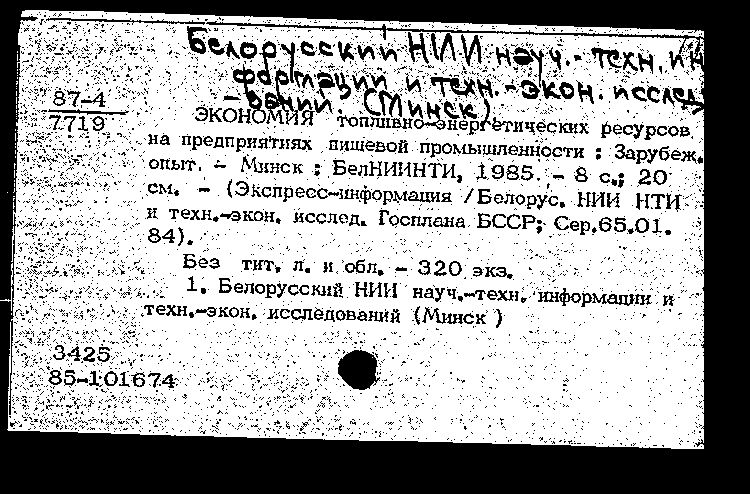 Белорусский НИИ науч.- техн. ин
формации и техн.-экон. исслед
- ований. (Минск)
87-4
7719
ЭКОНОМИЯ топливно-энергетических ресурсов
на предприятиях пищевой промышленности : Зарубеж.
опыт. - Минск : БелНИИНТИ, 1985. - 8 с.; 20
см. - (Экспресс-информация /Белорус. НИИ НТИ
и техн.-экон. исслед. Госплана БССР; Сер.65.01.
84).
Без тит. л. и обл. - 320 экз.
1. Белорусский НИИ науч.-техн. информации и
техн.-экон. исследований (Минск )
3425
85-101674